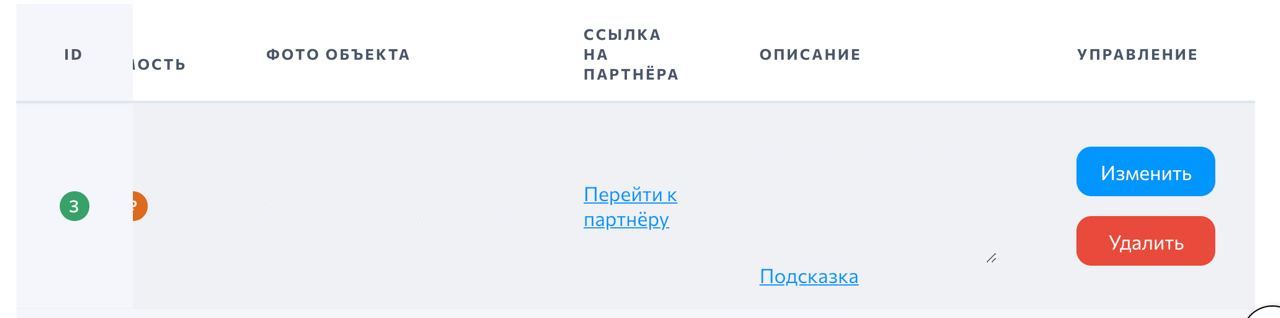 ID
ФОТО ОБЪЕКТА
ССЫЛКА
НА
ПАРТНЁРА
ОПИСАНИЕ
УПРАВЛЕНИЕ
3
Перейти к
партнёру
Подсказка
Изменить
Удалить